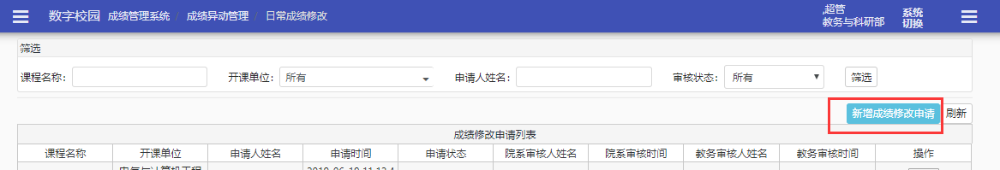 数字校园 成绩管理系统 / 成绩异动管理 / 日常成绩修改
,超管
教务与科研部
系统
切换
筛选
课程名称: 开课单位: 所有 申请人姓名: 审核状态: 所有 筛选
新增成绩修改申请 刷新
成绩修改申请列表
课程名称 开课单位 申请人姓名 申请时间 申请状态 院系审核人姓名 院系审核时间 教务审核人姓名 教务审核时间 操作